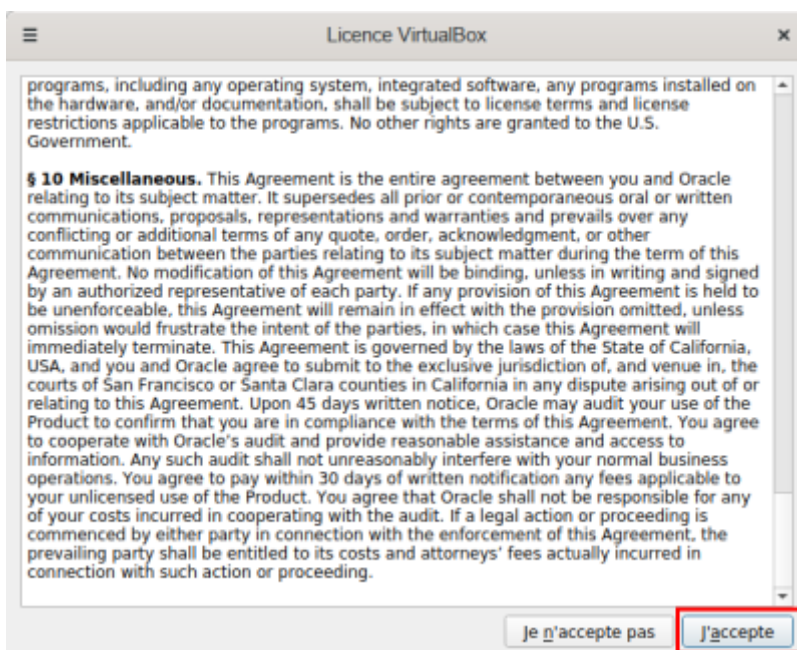 Licence VirtualBox
programs, including any operating system, integrated software, any programs installed on
the hardware, and/or documentation, shall be subject to license terms and license
restrictions applicable to the programs. No other rights are granted to the U.S.
Government.
§ 10 Miscellaneous. This Agreement is the entire agreement between you and Oracle
relating to its subject matter. It supersedes all prior or contemporaneous oral or written
communications, proposals, representations and warranties and prevails over any
conflicting or additional terms of any quote, order, acknowledgment, or other
communication between the parties relating to its subject matter during the term of this
Agreement. No modification of this Agreement will be binding, unless in writing and signed
by an authorized representative of each party. If any provision of this Agreement is held to
be unenforceable, this Agreement will remain in effect with the provision omitted, unless
omission would frustrate the intent of the parties, in which case this Agreement will
immediately terminate. This Agreement is governed by the laws of the State of California,
USA, and you and Oracle agree to submit to the exclusive jurisdiction of, and venue in, the
courts of San Francisco or Santa Clara counties in California in any dispute arising out of or
relating to this Agreement. Upon 45 days written notice, Oracle may audit your use of the
Product to confirm that you are in compliance with the terms of this Agreement. You agree
to cooperate with Oracle's audit and provide reasonable assistance and access to
information. Any such audit shall not unreasonably interfere with your normal business
operations. You agree to pay within 30 days of written notification any fees applicable to
your unlicensed use of the Product. You agree that Oracle shall not be responsible for any
of your costs incurred in cooperating with the audit. If a legal action or proceeding is
commenced by either party in connection with the enforcement of this Agreement, the
prevailing party shall be entitled to its costs and attorneys' fees actually incurred in
connection with such action or proceeding.
Je n'accepte pas
J'accepte